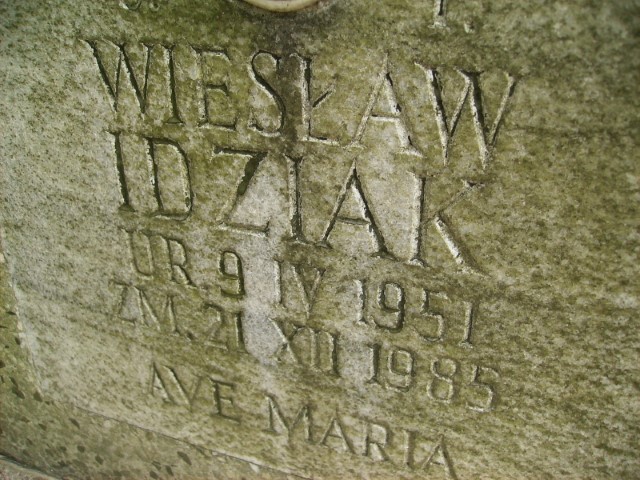 WIESŁAW
IDZIAK
UR. 9 IV 1951
ZM. 21 XII 1985
AVE MARIA